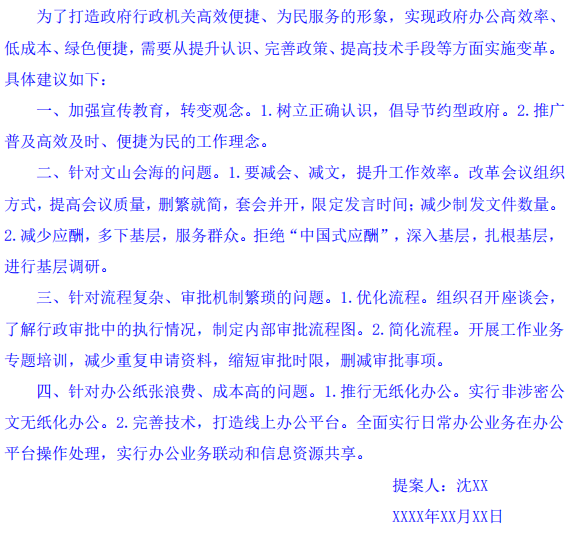 为了打造政府行政机关高效便捷、为民服务的形象，实现政府办公高效率、
低成本、绿色便捷，需要从提升认识、完善政策、提高技术手段等方面实施变革。
具体建议如下：
一、加强宣传教育，转变观念。1.树立正确认识，倡导节约型政府。2.推广
普及高效及时、便捷为民的工作理念。
二、针对文山会海的问题。1.要减会、减文，提升工作效率。改革会议组织
方式，提高会议质量，删繁就简，套会并开，限定发言时间；减少制发文件数量。
2.减少应酬，多下基层，服务群众。拒绝“中国式应酬”，深入基层，扎根基层，
进行基层调研。
三、针对流程复杂、审批机制繁琐的问题。1.优化流程。组织召开座谈会，
了解行政审批中的执行情况，制定内部审批流程图。2.简化流程。开展工作业务
专题培训，减少重复申请资料，缩短审批时限，删减审批事项。
四、针对办公纸张浪费、成本高的问题。1.推行无纸化办公。实行非涉密公
文无纸化办公。2.完善技术，打造线上办公平台。全面实行日常办公业务在办公
平台操作处理，实行办公业务联动和信息资源共享。
提案人：沈XX
XXXX年XX月XX日